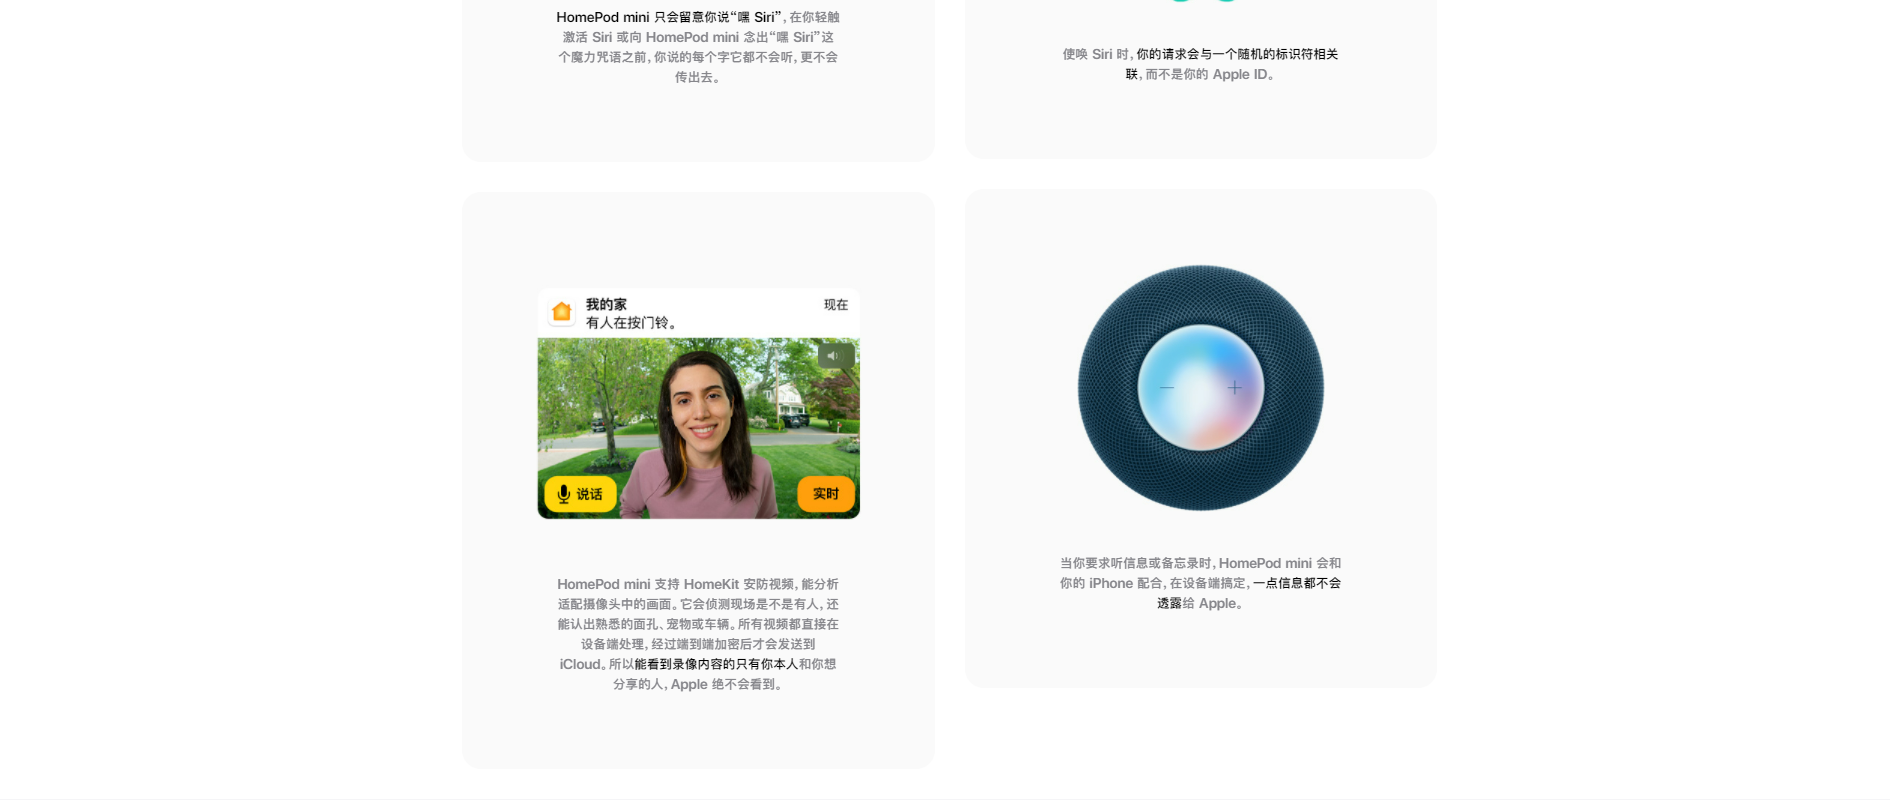 HomePod mini 只会留意你说“嘿 Siri”，在你轻触
激活 Siri 或向 HomePod mini 念出“嘿 Siri”这
个魔力咒语之前，你说的每个字它都不会听，更不会
传出去。
使唤 Siri 时，你的请求会与一个随机的标识符相关
联，而不是你的 Apple ID。
我的家
现在
有人在按门铃。
说话
实时
HomePod mini 支持 HomeKit 安防视频，能分析
适配摄像头中的画面。它会侦测现场是不是有人，还
能认出熟悉的面孔、宠物或车辆。所有视频都直接在
设备端处理，经过端到端加密后才会发送到
iCloud。所以能看到录像内容的只有你本人和你想
分享的人，Apple 绝不会看到。
当你要求听信息或备忘录时，HomePod mini 会和
你的 iPhone 配合，在设备端搞定，一点信息都不会
透露给 Apple。